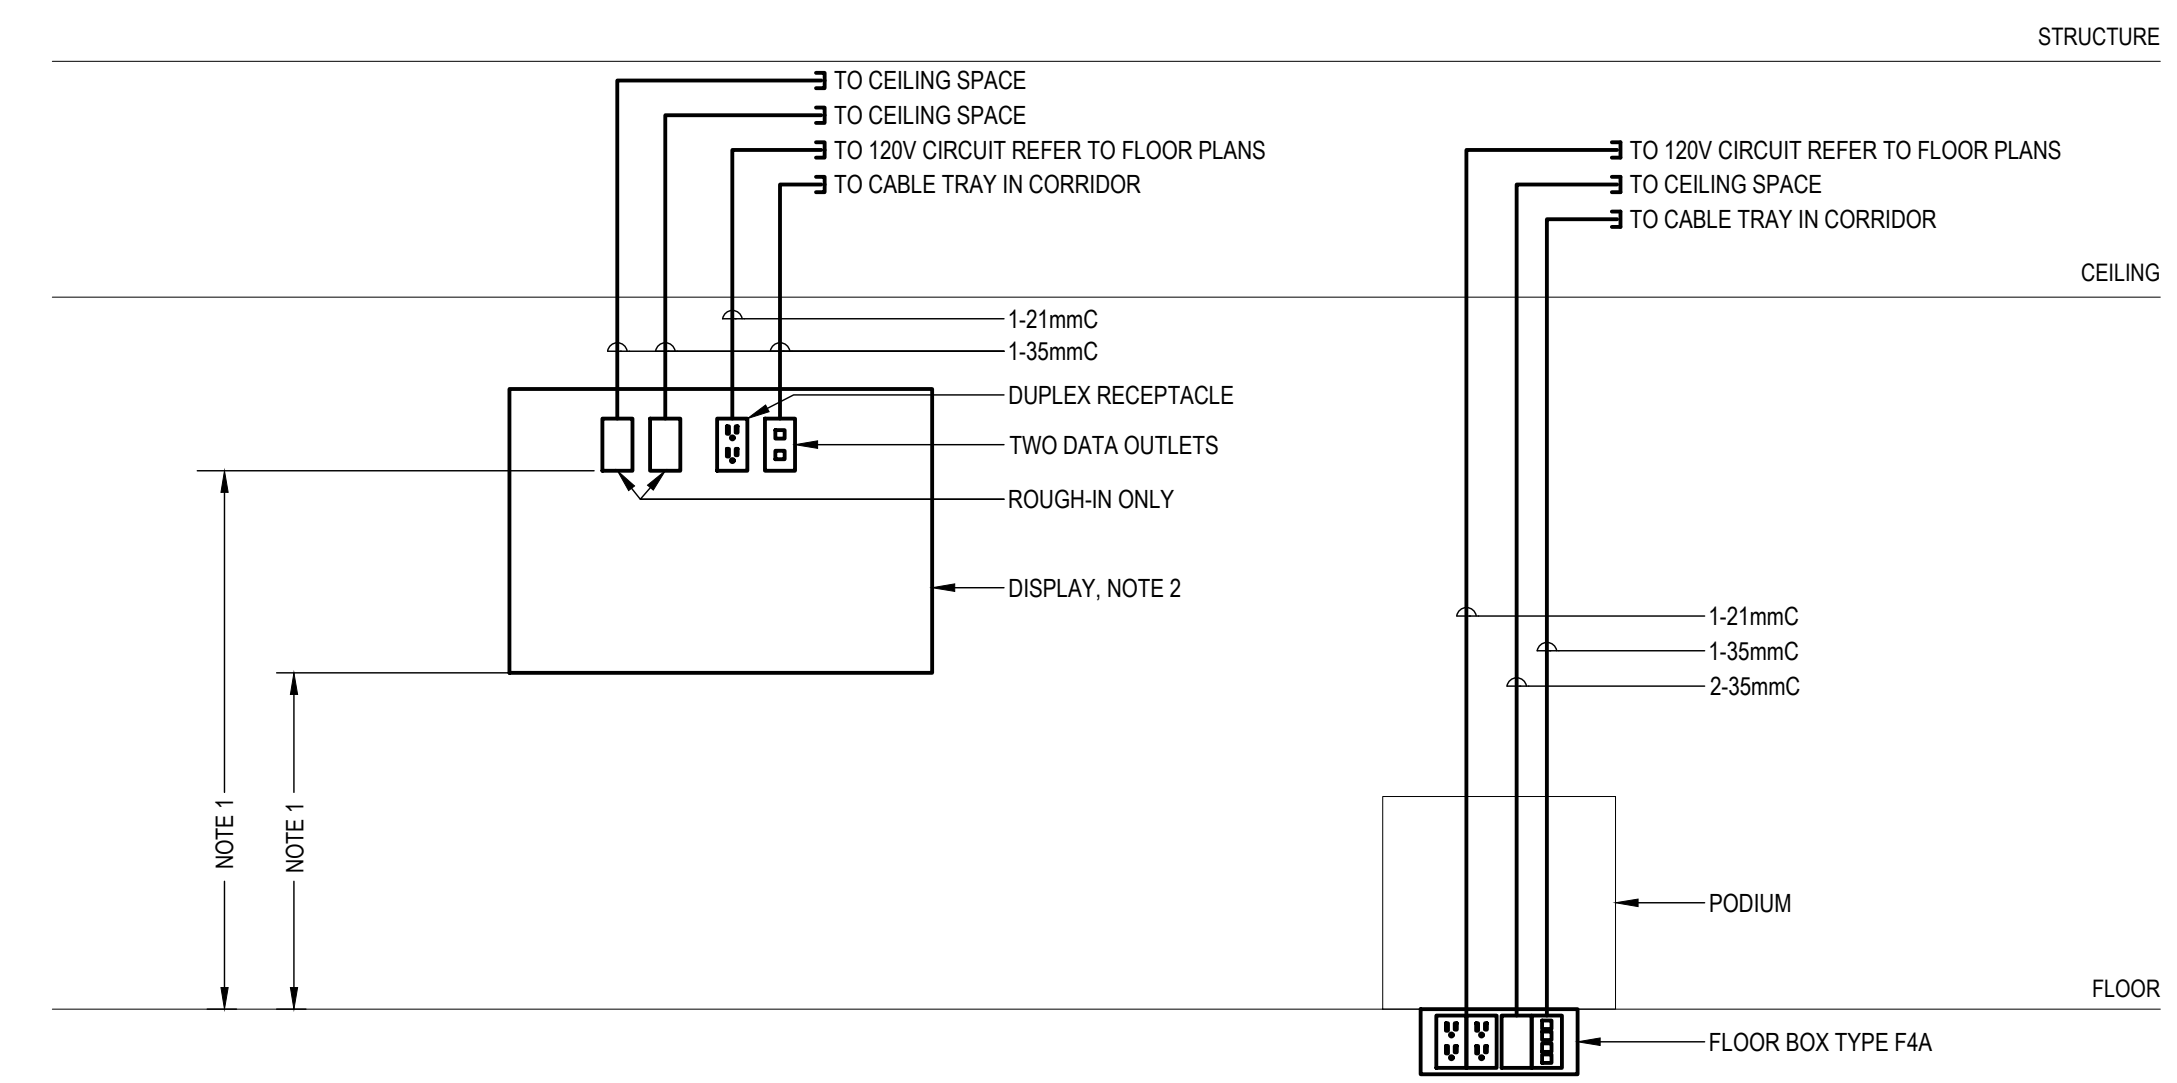 STRUCTURE
TO CEILING SPACE
TO CEILING SPACE
TO 120V CIRCUIT REFER TO FLOOR PLANS
TO CABLE TRAY IN CORRIDOR
TO 120V CIRCUIT REFER TO FLOOR PLANS
TO CEILING SPACE
TO CABLE TRAY IN CORRIDOR
CEILING
1-21mmC
1-35mmC
DUPLEX RECEPTACLE
TWO DATA OUTLETS
ROUGH-IN ONLY
DISPLAY, NOTE 2
1-21mmC
1-35mmC
2-35mmC
NOTE 1
NOTE 1
PODIUM
FLOOR
FLOOR BOX TYPE F4A